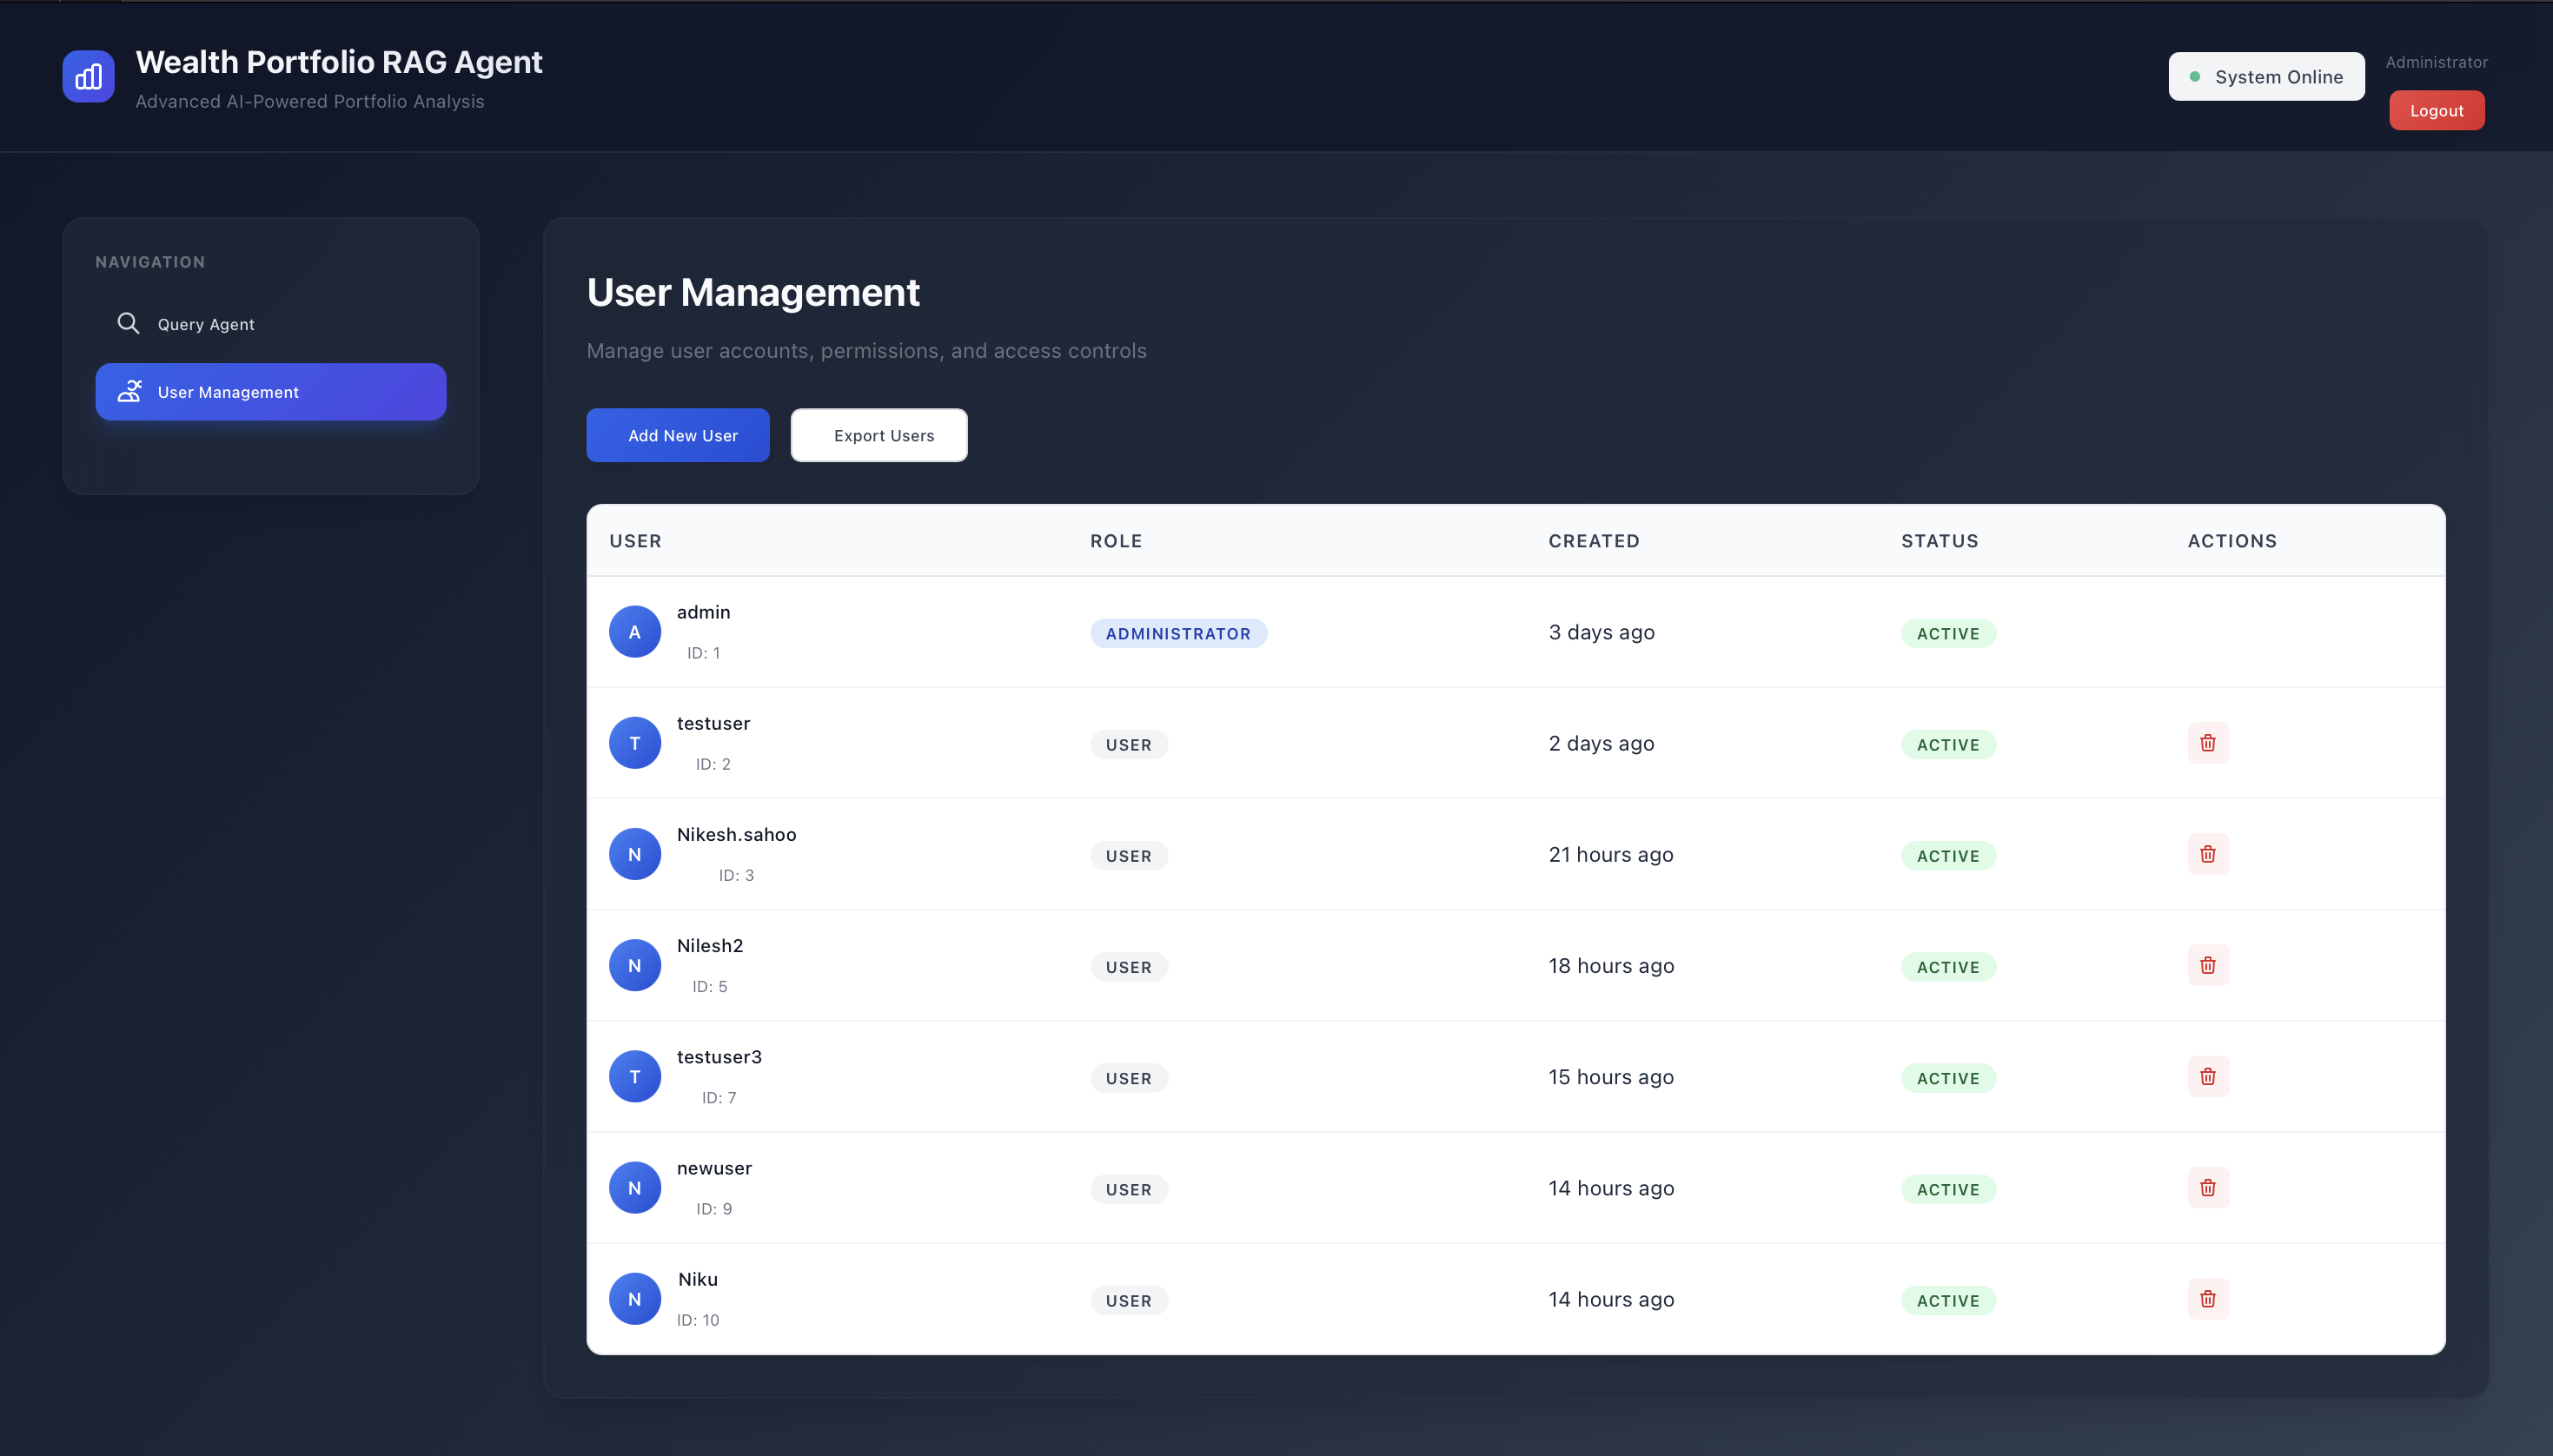 Wealth Portfolio RAG Agent
Advanced AI-Powered Portfolio Analysis
System Online
Administrator
Logout
NAVIGATION
Query Agent
User Management
User Management
Manage user accounts, permissions, and access controls
Add New User
Export Users
USER ROLE CREATED STATUS ACTIONS
A admin ADMINISTRATOR 3 days ago ACTIVE
ID: 1
T testuser USER 2 days ago ACTIVE
ID: 2
N Nikesh.sahoo USER 21 hours ago ACTIVE
ID: 3
N Nilesh2 USER 18 hours ago ACTIVE
ID: 5
T testuser3 USER 15 hours ago ACTIVE
ID: 7
N newuser USER 14 hours ago ACTIVE
ID: 9
N Niku USER 14 hours ago ACTIVE
ID: 10